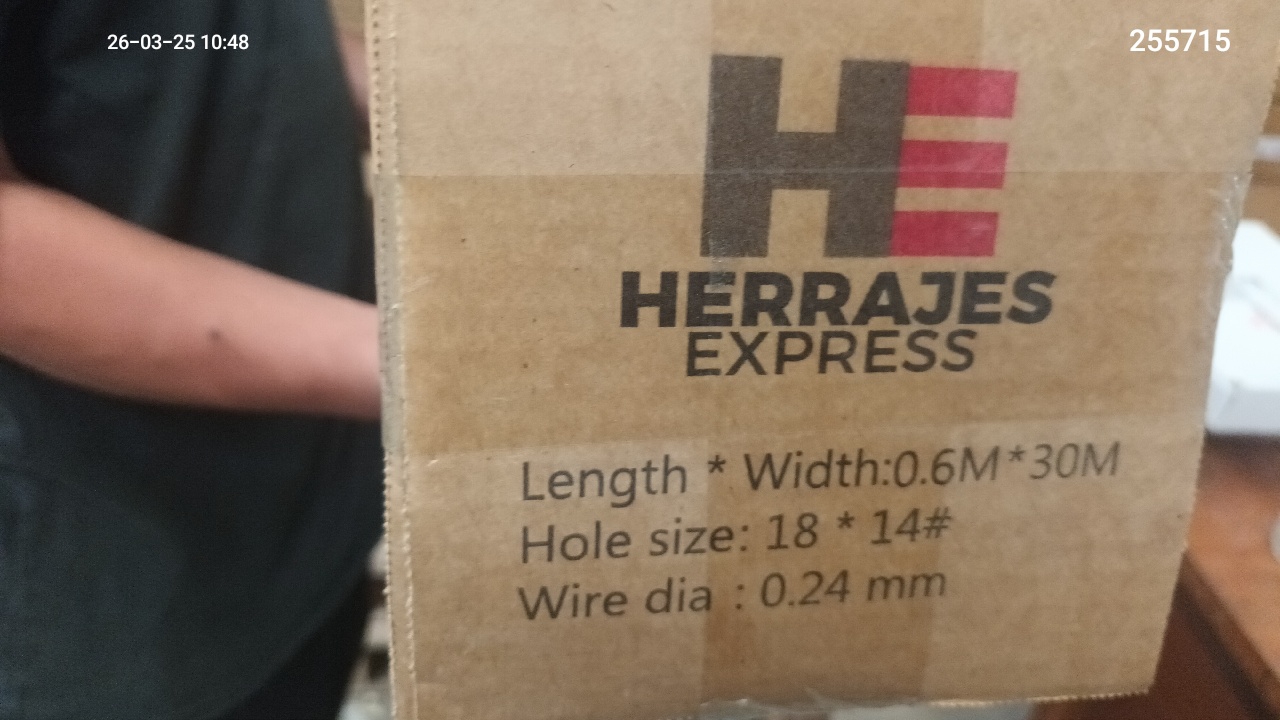 26-03-25 10:48
255715
HE
HERRAJES
EXPRESS
Length * Width:0.6M*30M
Hole size: 18 * 14#
Wire dia : 0.24 mm